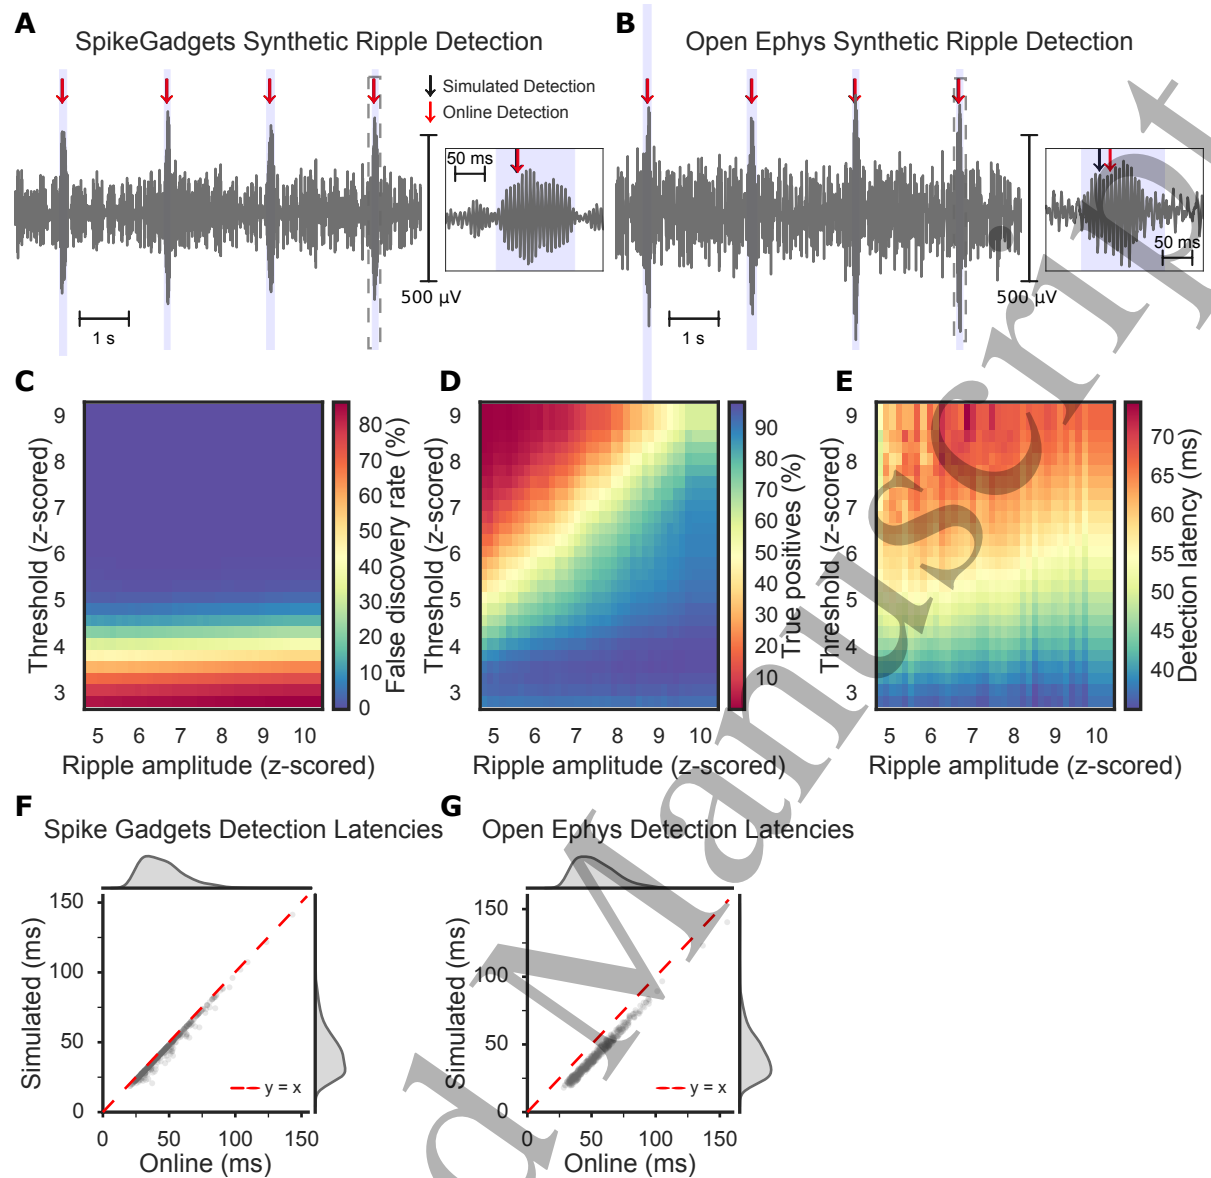 A
SpikeGadgets Synthetic Ripple Detection
B
Open Ephys Synthetic Ripple Detection
Simulated Detection
Online Detection
50 ms
500 µV
1 s
50 ms
500 µV
1 s
C
Threshold (z-scored)
9
8
7
6
5
4
3
5 6 7 8 9 10
Ripple amplitude (z-scored)
80
70
60
50
40
30
20
10
0
False discovery rate (%)
D
Threshold (z-scored)
9
8
7
6
5
4
3
5 6 7 8 9 10
Ripple amplitude (z-scored)
90
80
70
60
50
40
30
20
10
True positives (%)
E
Threshold (z-scored)
9
8
7
6
5
4
3
5 6 7 8 9 10
Ripple amplitude (z-scored)
70
65
60
55
50
45
40
Detection latency (ms)
F
Spike Gadgets Detection Latencies
Simulated (ms)
150
100
50
0
0 50 100 150
Online (ms)
y = x
G
Open Ephys Detection Latencies
Simulated (ms)
150
100
50
0
0 50 100 150
Online (ms)
y = x
d Manuscript